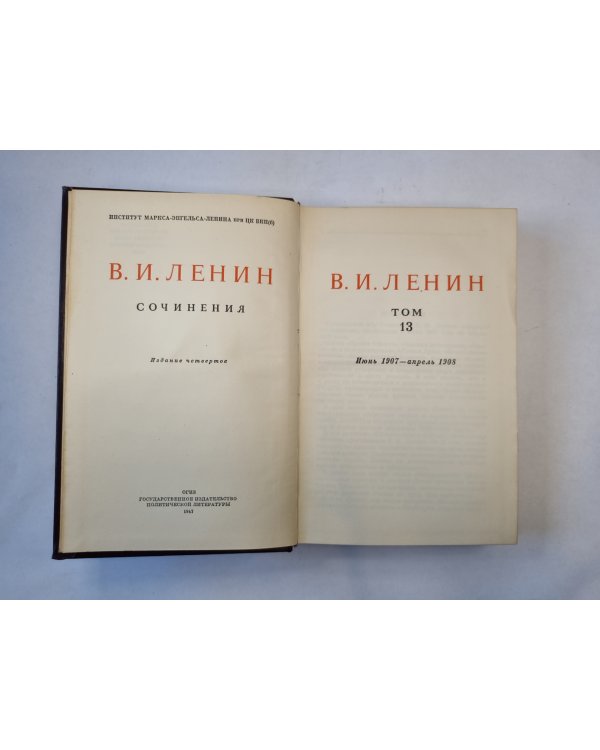 ИНСТИТУТ МАРКСА-ЭНГЕЛЬСА-ЛЕНИНА при ЦК ВКП(б)
В. И. ЛЕНИН
СОЧИНЕНИЯ
Издание четвертое
ОГИЗ
ГОСУДАРСТВЕННОЕ ИЗДАТЕЛЬСТВО
ПОЛИТИЧЕСКОЙ ЛИТЕРАТУРЫ
1947
В. И. ЛЕНИН
ТОМ
13
Июнь 1907—апрель 1908